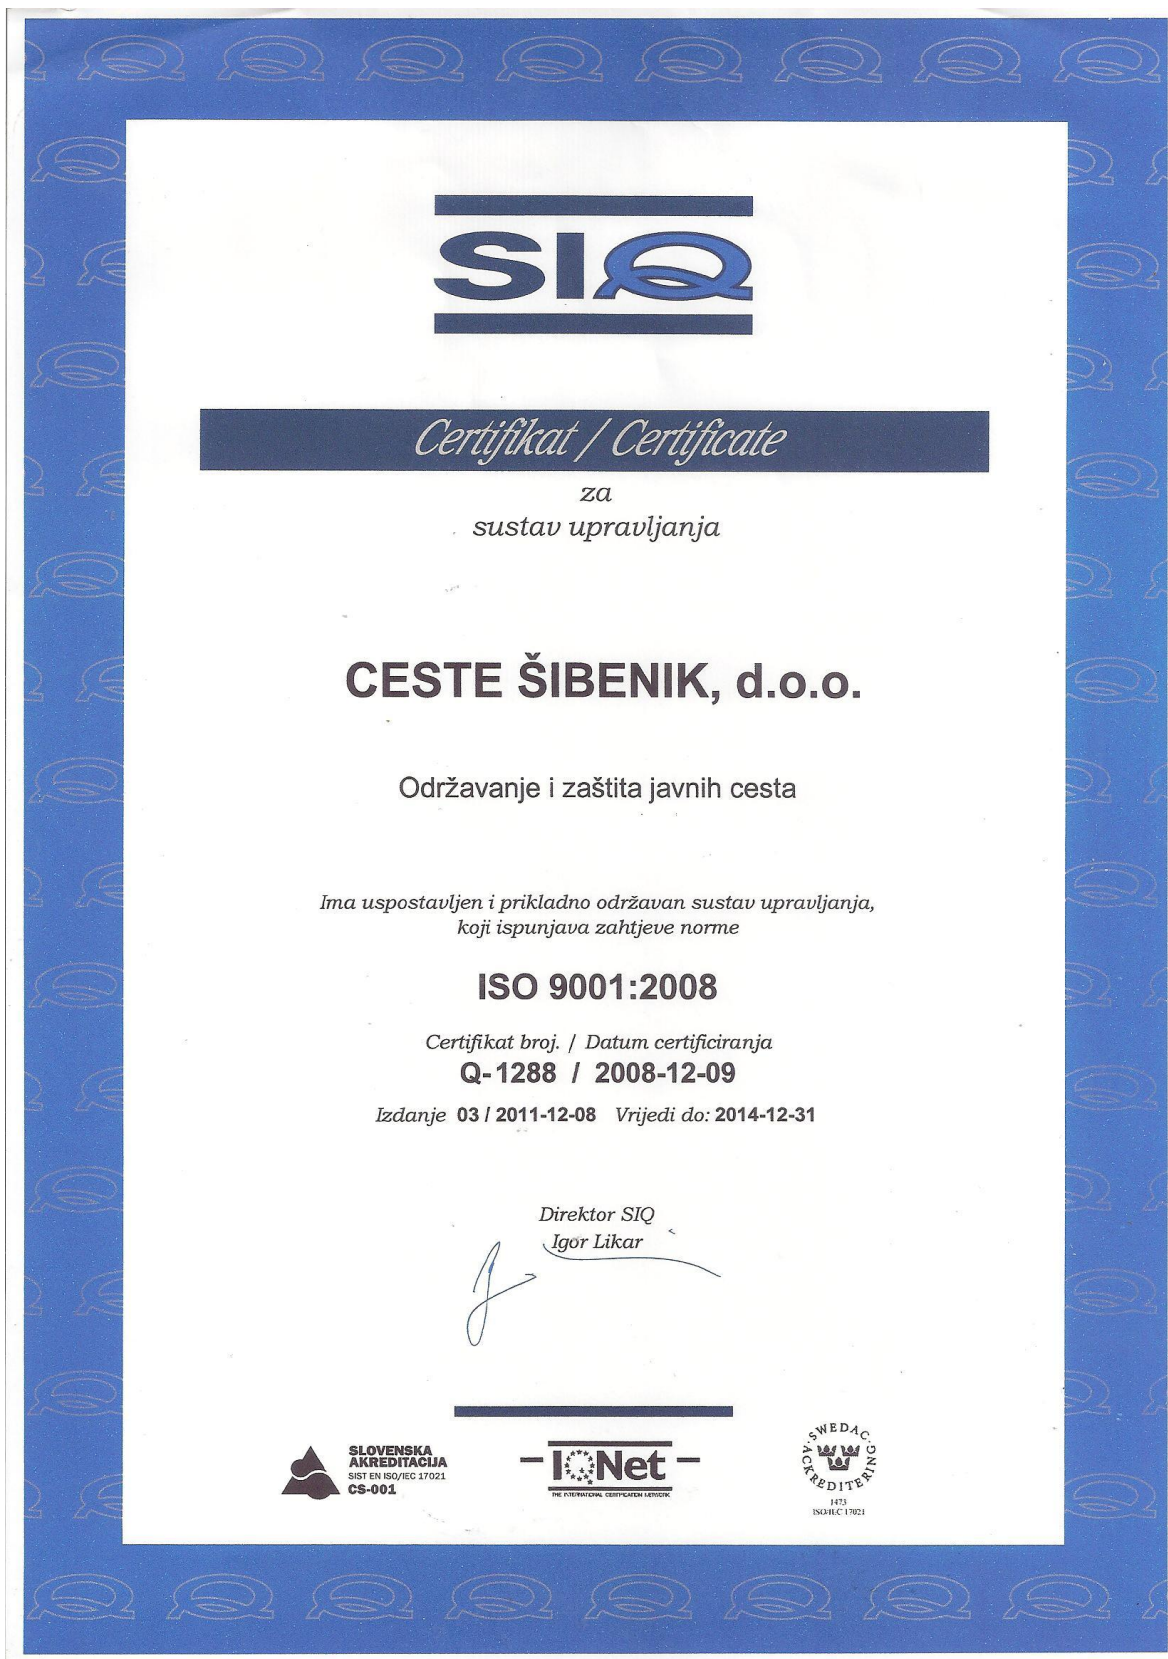 SIQ
Certifikat / Certificate
za
sustav upravljanja
CESTE ŠIBENIK, d.o.o.
Održavanje i zaštita javnih cesta
Ima uspostavljen i prikladno održavan sustav upravljanja,
koji ispunjava zahtjeve norme
ISO 9001:2008
Certifikat broj. / Datum certificiranja
Q-1288 / 2008-12-09
Izdanje 03 / 2011-12-08 Vrijedi do: 2014-12-31
Direktor SIQ
Igor Likar
SLOVENSKA
AKREDITACIJA
SIST EN ISO/IEC 17021
CS-001
IQNet
THE INTERNATIONAL CERTIFICATION NETWORK
SWEDAC
ACKREDITERING
1473
ISO/IEC 17021